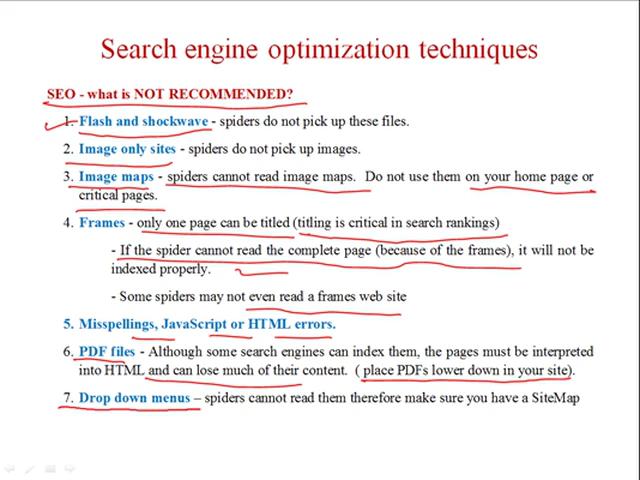 Search engine optimization techniques
SEO - what is NOT RECOMMENDED?
1. Flash and shockwave - spiders do not pick up these files.
2. Image only sites - spiders do not pick up images.
3. Image maps - spiders cannot read image maps. Do not use them on your home page or
critical pages.
4. Frames - only one page can be titled (titling is critical in search rankings)
- If the spider cannot read the complete page (because of the frames), it will not be
indexed properly.
- Some spiders may not even read a frames web site
5. Misspellings, JavaScript or HTML errors.
6. PDF files - Although some search engines can index them, the pages must be interpreted
into HTML and can lose much of their content. ( place PDFs lower down in your site).
7. Drop down menus – spiders cannot read them therefore make sure you have a SiteMap